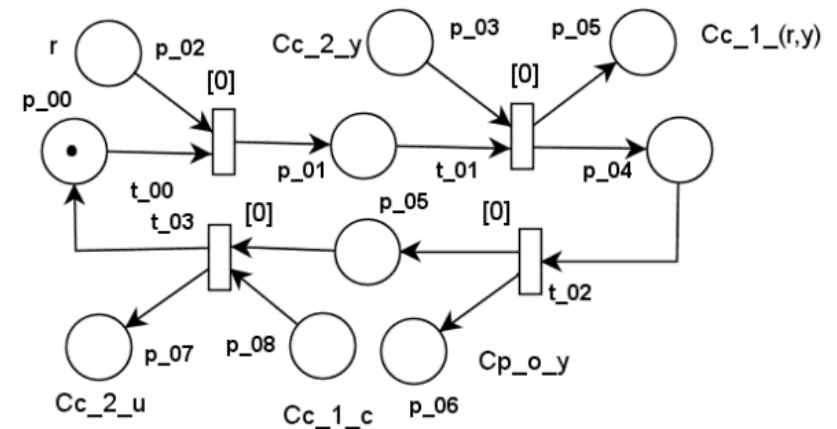 r
p_02
Cc_2_y
p_03
p_05
Cc_1_(r,y)
[0]
[0]
p_00
p_01
t_01
p_04
t_00
t_03
[0]
p_05
[0]
t_02
p_07
p_08
Cp_o_y
Cc_2_u
Cc_1_c
p_06